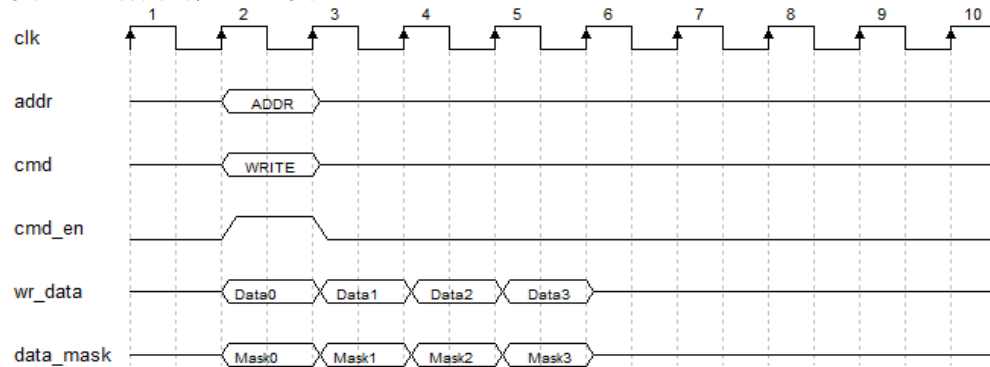 1 2 3 4 5 6 7 8 9 10
clk
addr ADDR
cmd WRITE
cmd_en
wr_data Data0 Data1 Data2 Data3
data_mask Mask0 Mask1 Mask2 Mask3